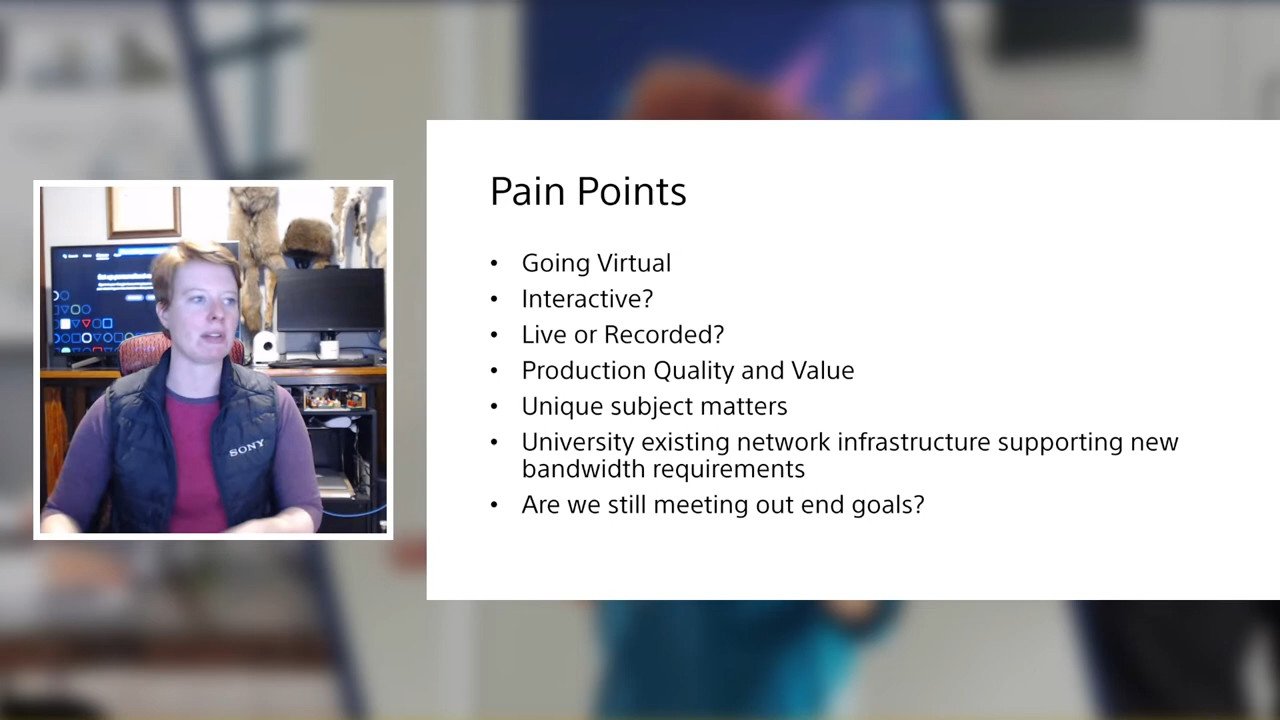 Pain Points
• Going Virtual
• Interactive?
• Live or Recorded?
• Production Quality and Value
• Unique subject matters
• University existing network infrastructure supporting new
bandwidth requirements
• Are we still meeting out end goals?
SONY